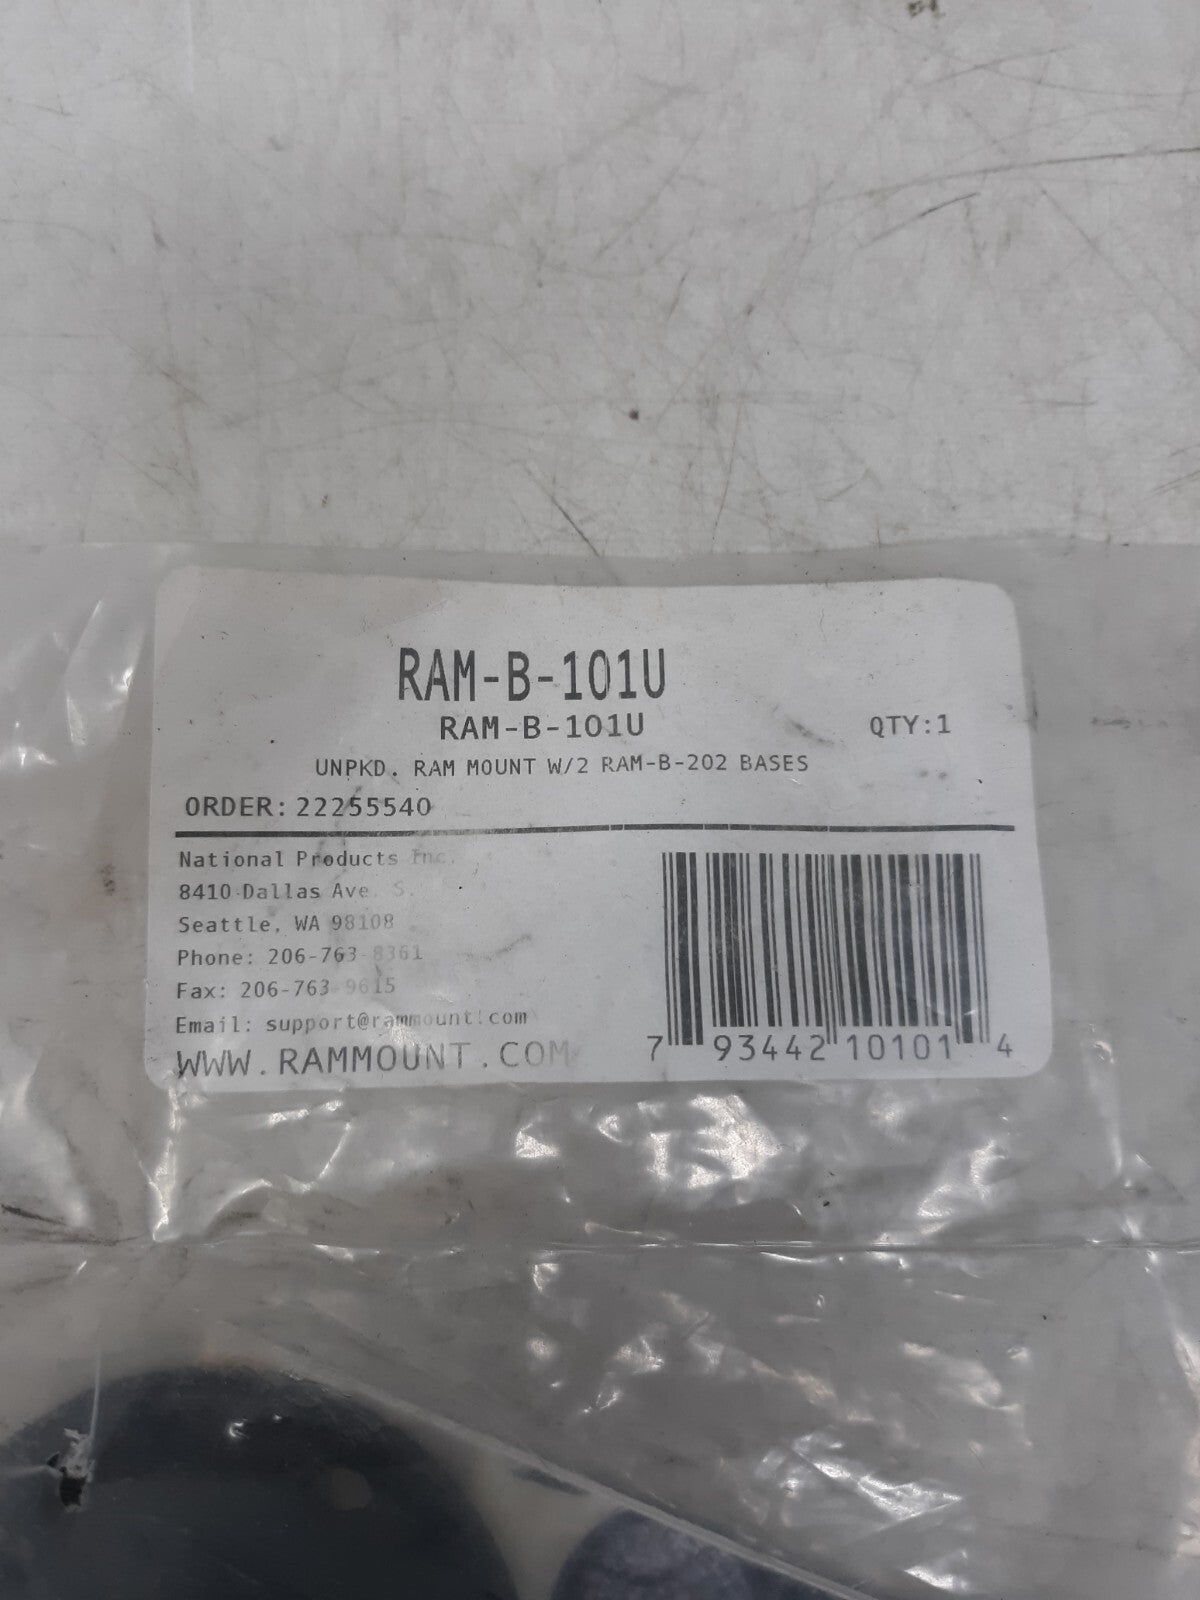 RAM-B-101U
RAM-B-101U QTY:1
UNPKD. RAM MOUNT W/2 RAM-B-202 BASES
ORDER: 22255540
National Products Inc.
8410 Dallas Ave. S.
Seattle, WA 98108
Phone: 206-763-8361
Fax: 206-763-9615
Email: support@rammount.com
WWW.RAMMOUNT.COM
7 93442 10101 4